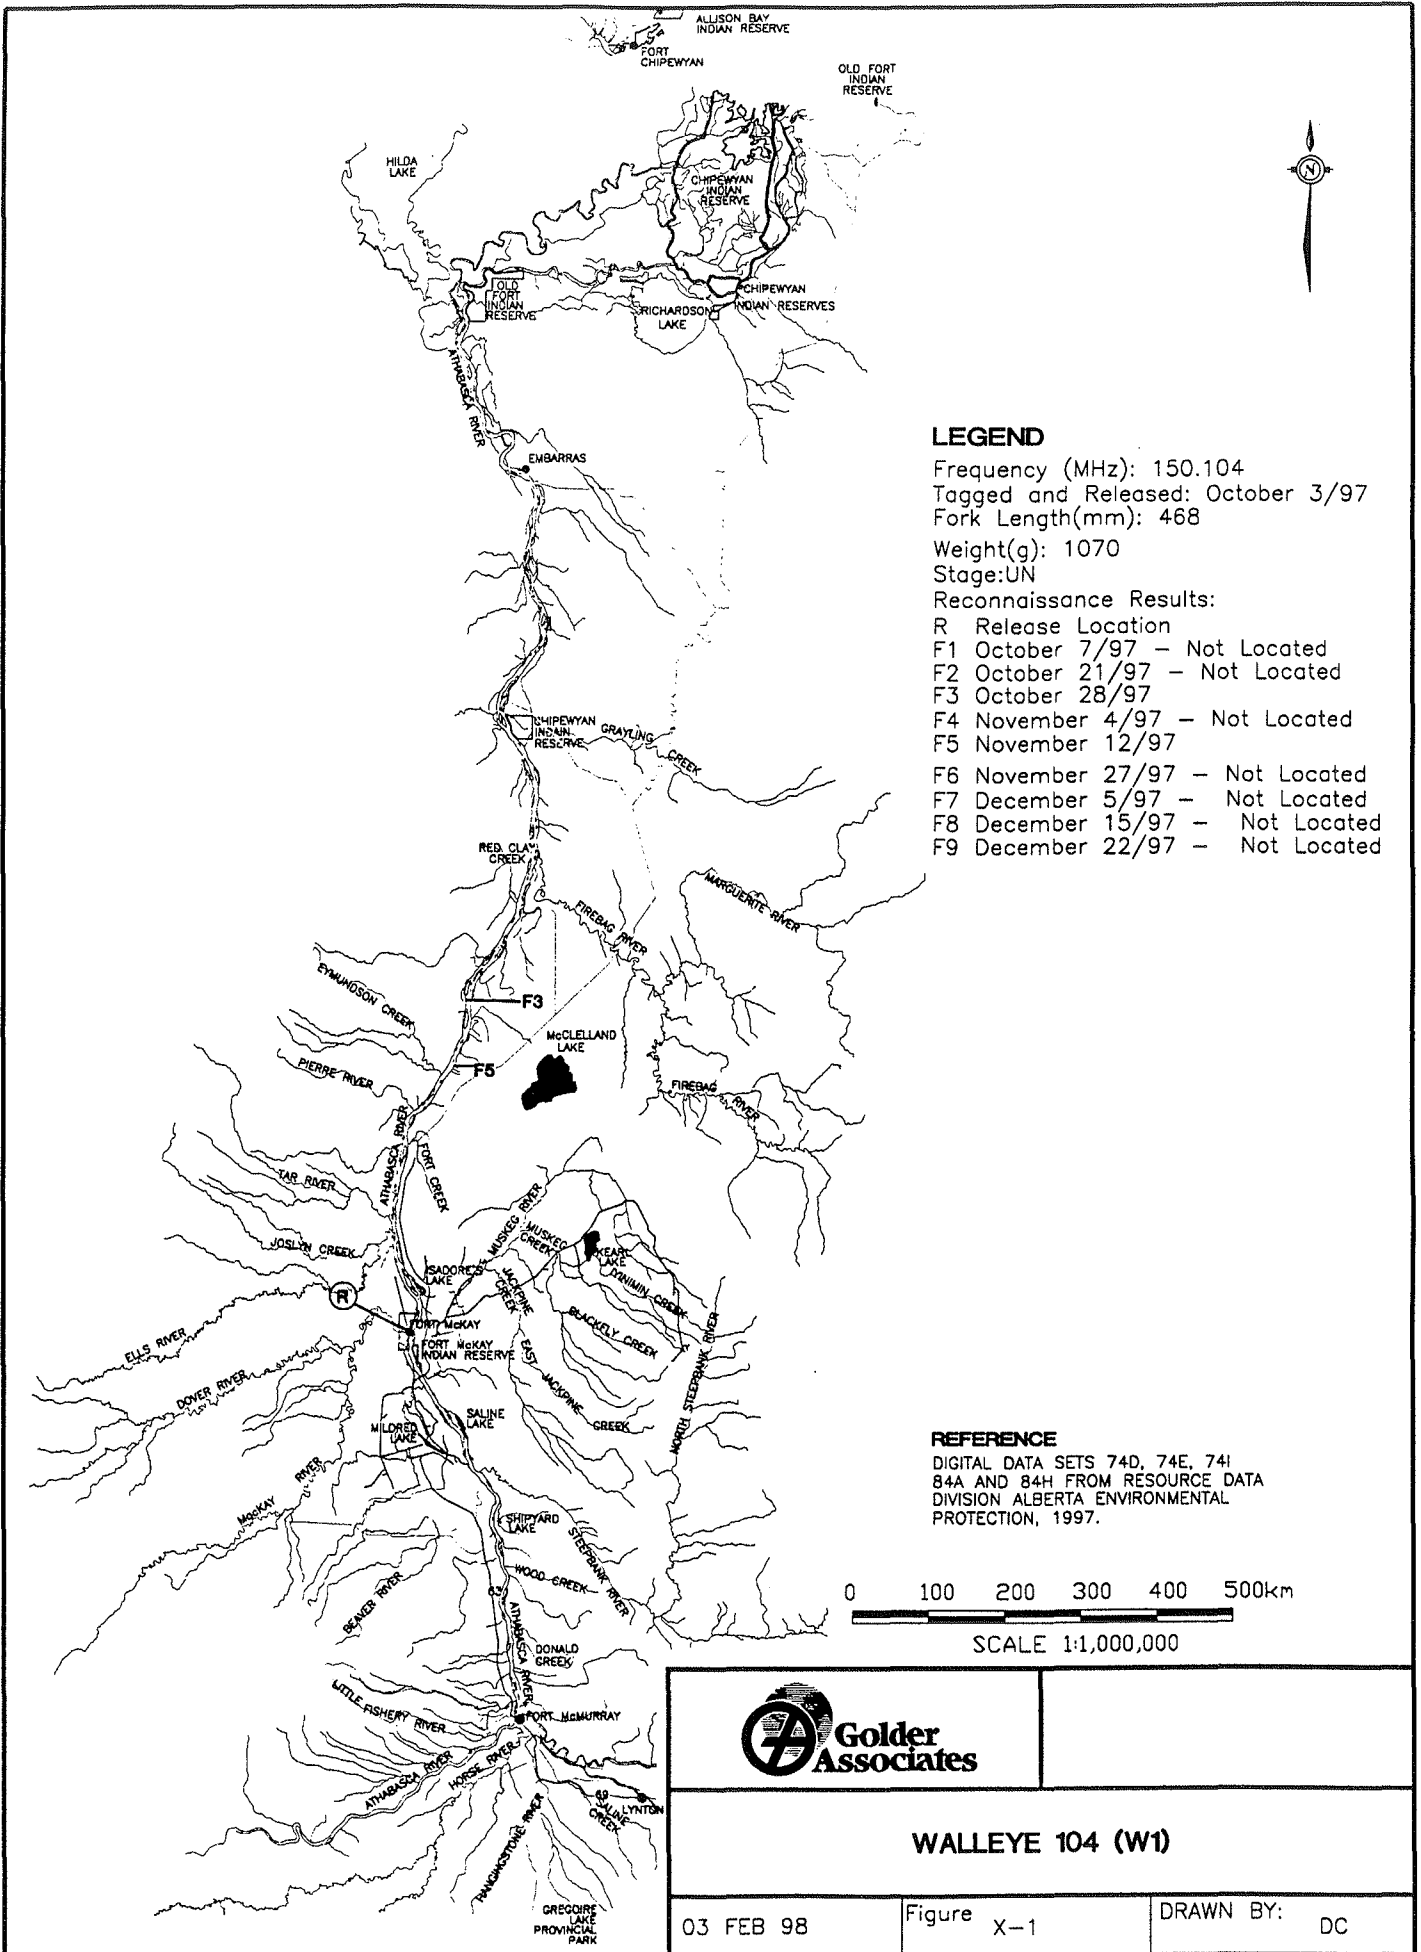 ALLISON BAY
INDIAN RESERVE
FORT
CHIPEWYAN
OLD FORT
INDIAN
RESERVE
HILDA
LAKE
N
CHIPEWYAN
INDIAN
RESERVE
OLD
FORT
INDIAN
RESERVE
RICHARDSON
LAKE
CHIPEWYAN
INDIAN RESERVES
ATHABASCA RIVER
EMBARRAS
LEGEND
Frequency (MHz): 150.104
Tagged and Released: October 3/97
Fork Length(mm): 468
Weight(g): 1070
Stage:UN
Reconnaissance Results:
R Release Location
F1 October 7/97 – Not Located
F2 October 21/97 – Not Located
F3 October 28/97
F4 November 4/97 – Not Located
F5 November 12/97
F6 November 27/97 – Not Located
F7 December 5/97 – Not Located
F8 December 15/97 – Not Located
F9 December 22/97 – Not Located
CHIPEWYAN
INDAIN
RESERVE
GRAYLING CREEK
RED CLAY
CREEK
MARGUERITE RIVER
FIREBAG RIVER
EYMUNDSON CREEK
F3
McCLELLAND
LAKE
PIERRE RIVER
F5
FIREBAG RIVER
ATHABASCA RIVER
FORT CREEK
TAR RIVER
MUSKEG RIVER
MUSKEG
CREEK
JOSLYN CREEK
KEARL
LAKE
ISADORE'S
LAKE
JACKPINE
CREEK
IYINIMIN CREEK
R
BLACKFLY CREEK
FORT McKAY
FORT McKAY
INDIAN RESERVE
ELLS RIVER
EAST JACKPINE CREEK
NORTH STEEPBANK RIVER
DOVER RIVER
SALINE
LAKE
MILDRED
LAKE
MacKAY RIVER
REFERENCE
DIGITAL DATA SETS 74D, 74E, 74I
84A AND 84H FROM RESOURCE DATA
DIVISION ALBERTA ENVIRONMENTAL
PROTECTION, 1997.
SHIPYARD
LAKE
STEEPBANK RIVER
WOOD CREEK
BEAVER RIVER
63
ATHABASCA RIVER
0 100 200 300 400 500km
SCALE 1:1,000,000
DONALD
CREEK
LITTLE FISHERY RIVER
FORT McMURRAY
ATHABASCA RIVER
HORSE RIVER
69
SALINE
CREEK
LYNTON
HANGINGSTONE RIVER
GREGOIRE
LAKE
PROVINCIAL
PARK
Golder
Associates
WALLEYE 104 (W1)
03 FEB 98
Figure X–1
DRAWN BY: DC